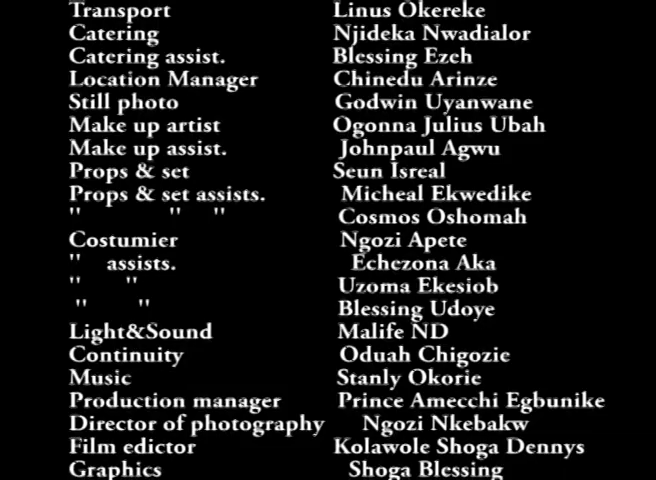 Transport Linus Okereke
Catering Njideka Nwadialor
Catering assist. Blessing Ezeh
Location Manager Chinedu Arinze
Still photo Godwin Uyanwane
Make up artist Ogonna Julius Ubah
Make up assist. Johnpaul Agwu
Props & set Seun Isreal
Props & set assists. Micheal Ekwedike
" " " Cosmos Oshomah
Costumier Ngozi Apete
" assists. Echezona Aka
" " Uzoma Ekesiob
" " Blessing Udoye
Light&Sound Malife ND
Continuity Oduah Chigozie
Music Stanly Okorie
Production manager Prince Amecchi Egbunike
Director of photography Ngozi Nkebakw
Film edictor Kolawole Shoga Dennys
Graphics Shoga Blessing